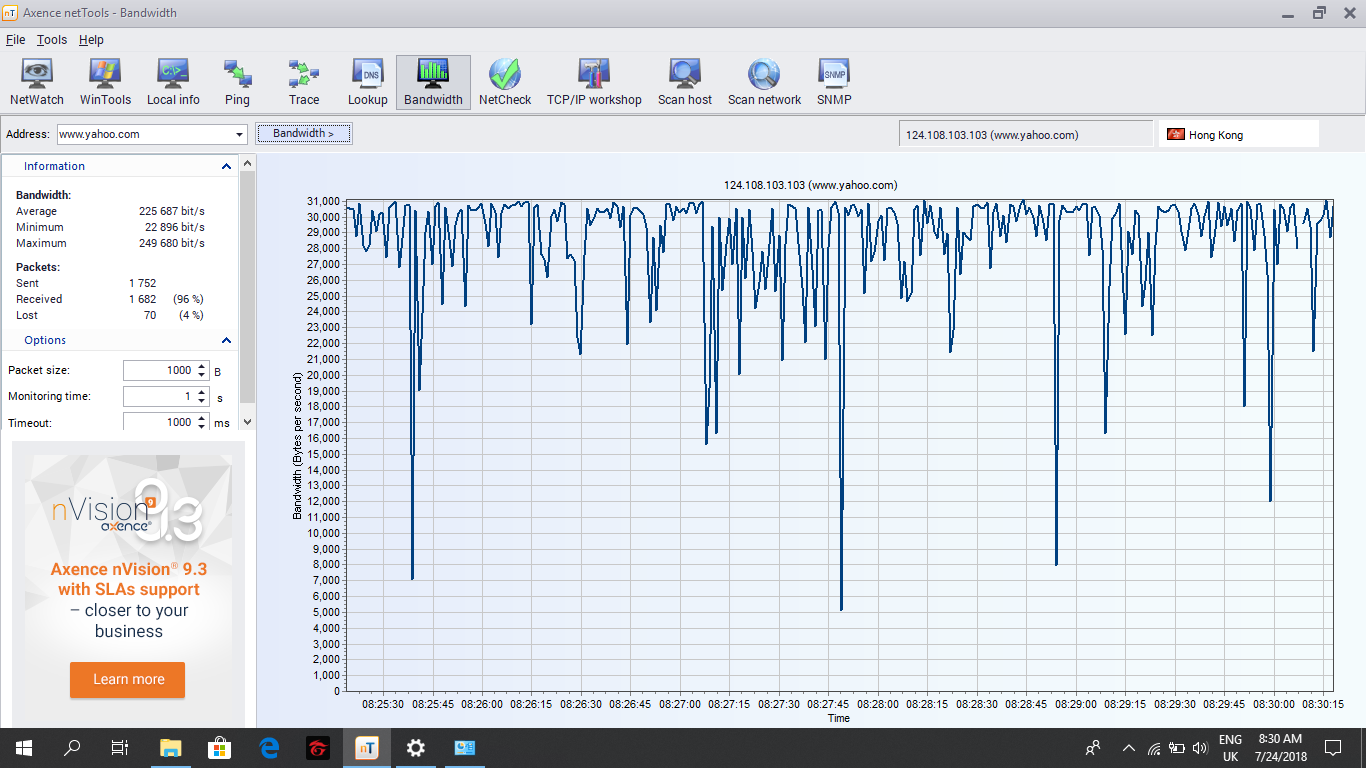 nT Axence netTools - Bandwidth
File Tools Help
NetWatch WinTools Local info Ping Trace Lookup Bandwidth NetCheck TCP/IP workshop Scan host Scan network SNMP
C:\>_ DNS SNMP
Address: www.yahoo.com Bandwidth > 124.108.103.103 (www.yahoo.com) Hong Kong
Information
Bandwidth:
Average 225 687 bit/s
Minimum 22 896 bit/s
Maximum 249 680 bit/s
Packets:
Sent 1 752
Received 1 682 (96 %)
Lost 70 (4 %)
Options
Packet size: 1000 B
Monitoring time: 1 s
Timeout: 1000 ms
nVision 9
axence® 9.3
Axence nVision® 9.3
with SLAs support
– closer to your
business
Learn more
124.108.103.103 (www.yahoo.com)
31,000
30,000
29,000
28,000
27,000
26,000
25,000
24,000
23,000
22,000
21,000
20,000
19,000
18,000
17,000
16,000
15,000
14,000
13,000
12,000
11,000
10,000
9,000
8,000
7,000
6,000
5,000
4,000
3,000
2,000
1,000
0
Bandwidth (Bytes per second)
08:25:30 08:25:45 08:26:00 08:26:15 08:26:30 08:26:45 08:27:00 08:27:15 08:27:30 08:27:45 08:28:00 08:28:15 08:28:30 08:28:45 08:29:00 08:29:15 08:29:30 08:29:45 08:30:00 08:30:15
Time
nT
ENG
UK
8:30 AM
7/24/2018